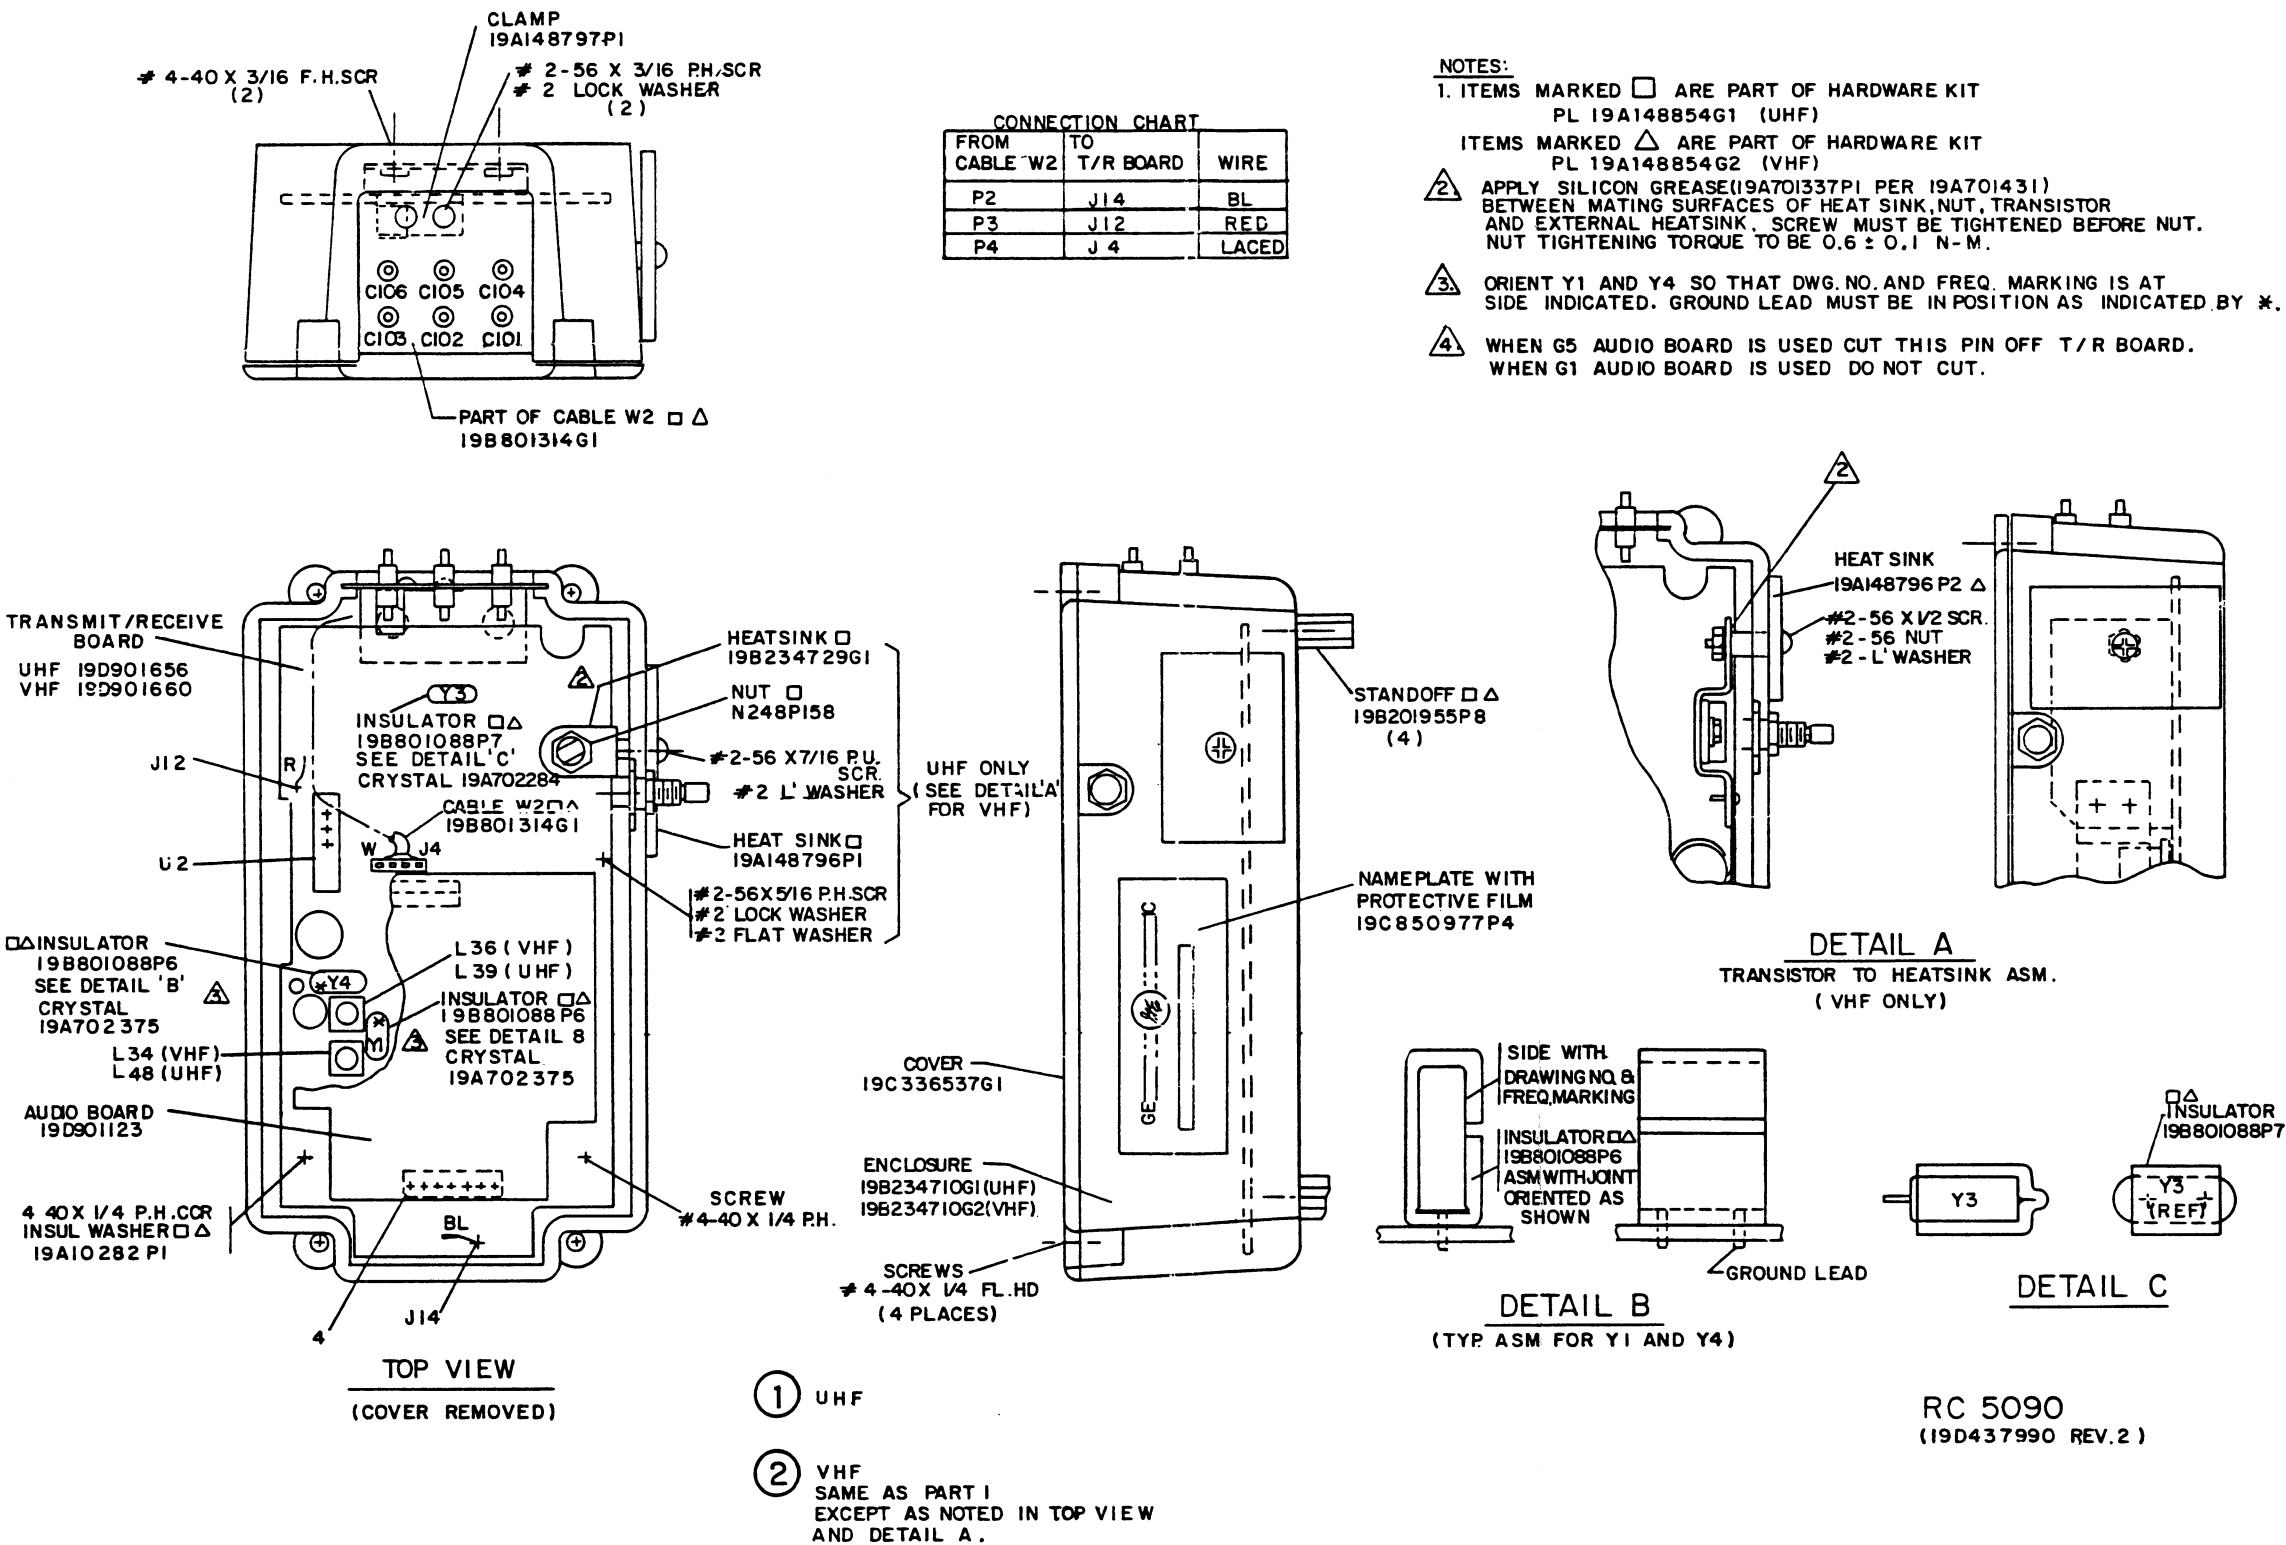 CLAMP
19A148797P1
# 4-40 X 3/16 F.H.SCR
(2)
# 2-56 X 3/16 P.H.SCR
# 2 LOCK WASHER
(2)
C106 C105 C104
C103 C102 C101
PART OF CABLE W2 □ △
19B801314G1
CONNECTION CHART
FROM CABLE W2 TO T/R BOARD WIRE
P2 J14 BL
P3 J12 RED
P4 J4 LACED
NOTES:
1. ITEMS MARKED □ ARE PART OF HARDWARE KIT
PL 19A148854G1 (UHF)
ITEMS MARKED △ ARE PART OF HARDWARE KIT
PL 19A148854G2 (VHF)
2. APPLY SILICON GREASE(19A701337P1 PER 19A701431)
BETWEEN MATING SURFACES OF HEAT SINK, NUT, TRANSISTOR
AND EXTERNAL HEATSINK. SCREW MUST BE TIGHTENED BEFORE NUT.
NUT TIGHTENING TORQUE TO BE 0.6 ± 0.1 N-M.
3. ORIENT Y1 AND Y4 SO THAT DWG. NO. AND FREQ. MARKING IS AT
SIDE INDICATED. GROUND LEAD MUST BE IN POSITION AS INDICATED BY *.
4. WHEN G5 AUDIO BOARD IS USED CUT THIS PIN OFF T/R BOARD.
WHEN G1 AUDIO BOARD IS USED DO NOT CUT.
TRANSMIT/RECEIVE
BOARD
UHF 19D901656
VHF 19D901660
J12
R
U2
Y3
INSULATOR □△
19B801088P7
SEE DETAIL 'C'
CRYSTAL 19A702284
CABLE W2□△
19B801314G1
W J4
2
HEATSINK □
19B234729G1
NUT □
N248P158
#2-56 X7/16 P.U.
SCR.
#2 L' WASHER
HEAT SINK □
19A148796P1
#2-56X5/16 P.H.SCR
#2 LOCK WASHER
#2 FLAT WASHER
UHF ONLY
(SEE DETAIL'A'
FOR VHF)
□△INSULATOR
19B801088P6
SEE DETAIL 'B'
CRYSTAL
19A702375
3
*Y4
L36 (VHF)
L39 (UHF)
INSULATOR □△
19B801088P6
SEE DETAIL 8
CRYSTAL
19A702375
3
Y1 *
L34 (VHF)
L48 (UHF)
AUDIO BOARD
19D901123
4 40X 1/4 P.H.CCR
INSUL WASHER□△
19A10282P1
SCREW
#4-40 X 1/4 P.H.
BL
J14
4
TOP VIEW
(COVER REMOVED)
STANDOFF □ △
19B201955P8
(4)
NAMEPLATE WITH
PROTECTIVE FILM
19C850977P4
GE
IC
COVER
19C336537G1
ENCLOSURE
19B234710G1(UHF)
19B234710G2(VHF)
SCREWS
# 4-40X 1/4 FL.HD
(4 PLACES)
2
HEAT SINK
19A148796P2 △
#2-56 X 1/2 SCR.
#2-56 NUT
#2-L' WASHER
DETAIL A
TRANSISTOR TO HEATSINK ASM.
(VHF ONLY)
SIDE WITH
DRAWING NO. &
FREQ. MARKING
INSULATOR□△
19B801088P6
ASM WITH JOINT
ORIENTED AS
SHOWN
GROUND LEAD
DETAIL B
(TYP. ASM FOR Y1 AND Y4)
Y3
□△
INSULATOR
19B801088P7
Y3
(REF)
DETAIL C
1 UHF
2 VHF
SAME AS PART 1
EXCEPT AS NOTED IN TOP VIEW
AND DETAIL A.
RC 5090
(19D437990 REV.2)